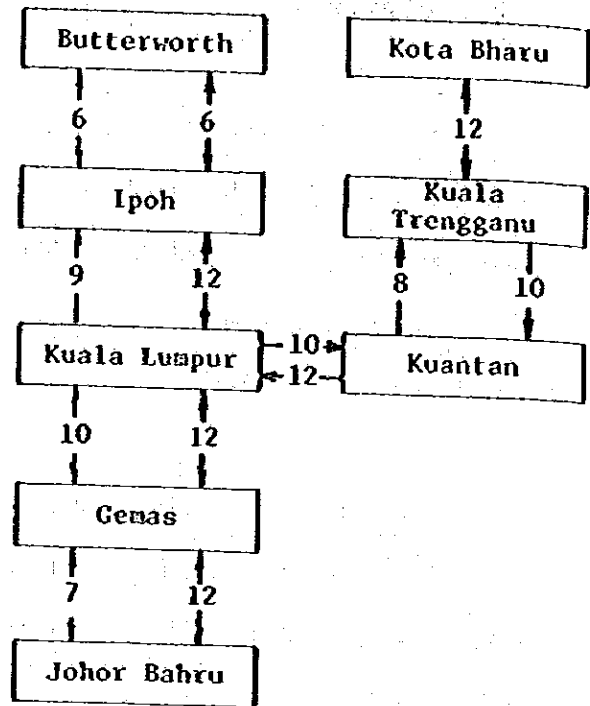 Butterworth
Kota Bharu
6 6
12
Ipoh
Kuala
Trengganu
9 12
8 10
Kuala Lumpur
10
12
Kuantan
10 12
Gemas
7 12
Johor Bahru